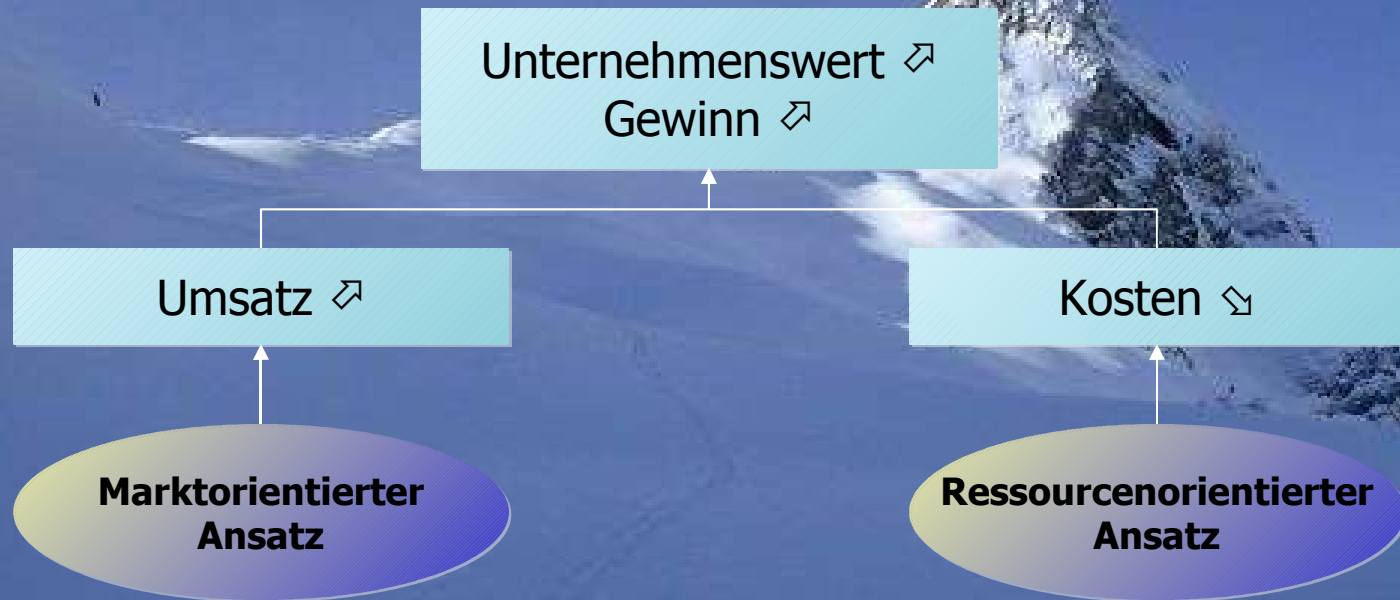 Unternehmenswert ⬀
Gewinn ⬀
Umsatz ⬀
Kosten ⬂
Marktorientierter
Ansatz
Ressourcenorientierter
Ansatz